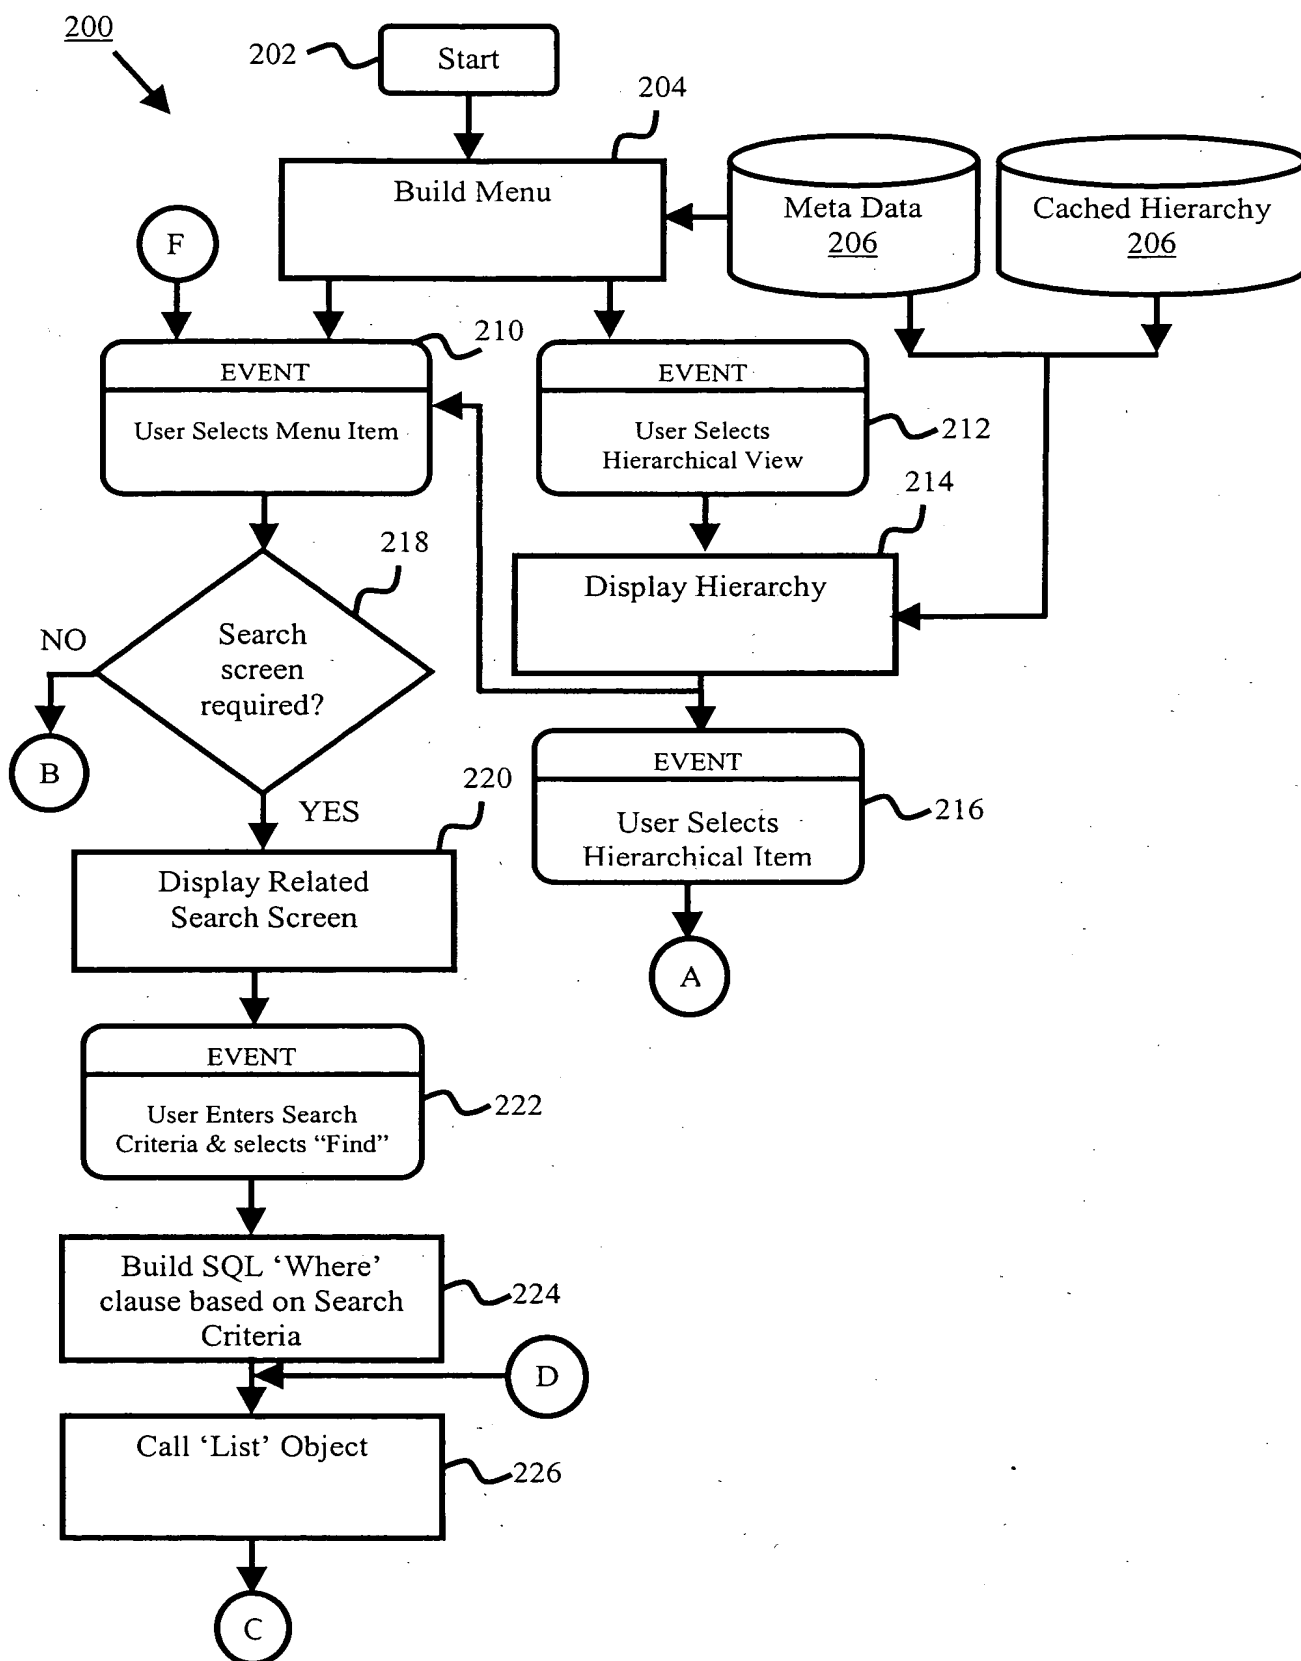 200
202
Start
204
Build Menu
Meta Data
206
Cached Hierarchy
206
F
210
EVENT
User Selects Menu Item
EVENT
User Selects
Hierarchical View
212
214
218
Display Hierarchy
NO
Search
screen
required?
B
YES
EVENT
User Selects
Hierarchical Item
216
220
Display Related
Search Screen
A
EVENT
User Enters Search
Criteria & selects “Find”
222
Build SQL ‘Where’
clause based on Search
Criteria
224
D
Call ‘List’ Object
226
C